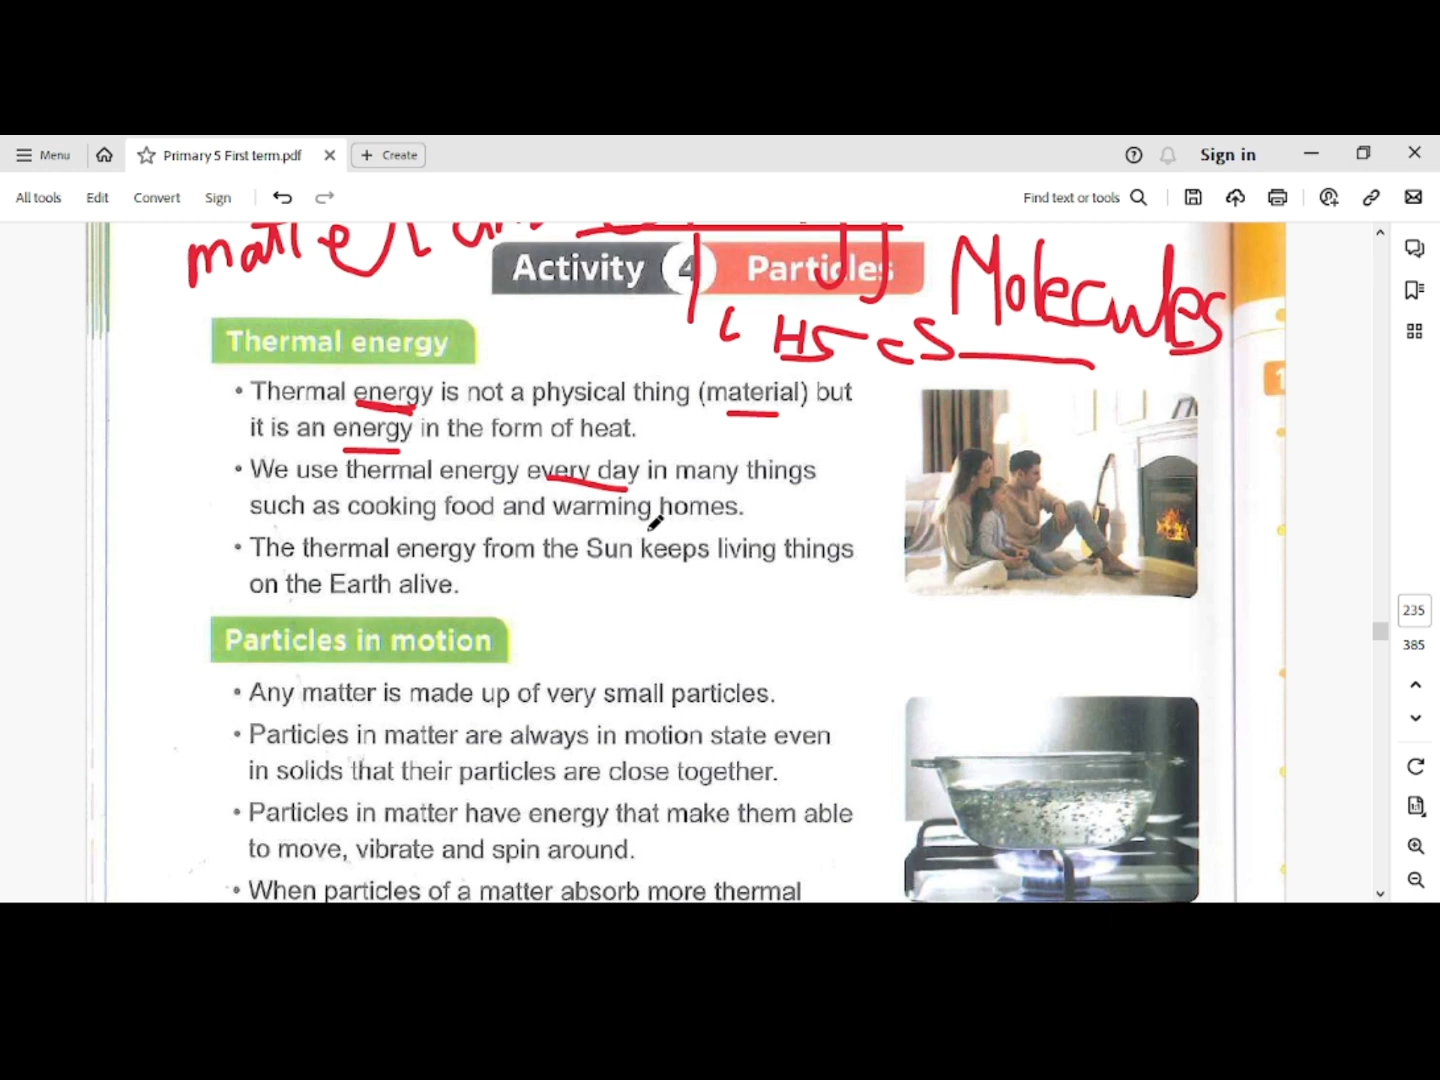 Menu
Primary 5 First term.pdf
Create
Sign in
All tools
Edit
Convert
Sign
Find text or tools
matter
Activity 4 Particles
Molecules
Thermal energy
• Thermal energy is not a physical thing (material) but
it is an energy in the form of heat.
• We use thermal energy every day in many things
such as cooking food and warming homes.
• The thermal energy from the Sun keeps living things
on the Earth alive.
Particles in motion
• Any matter is made up of very small particles.
• Particles in matter are always in motion state even
in solids that their particles are close together.
• Particles in matter have energy that make them able
to move, vibrate and spin around.
• When particles of a matter absorb more thermal
1
235
385